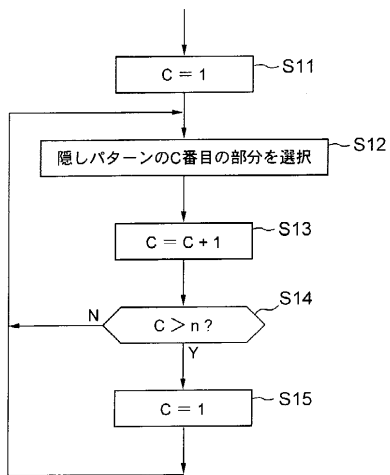 C = 1
S11
隠しパターンのC番目の部分を選択
S12
C = C + 1
S13
C > n ?
S14
N
Y
C = 1
S15